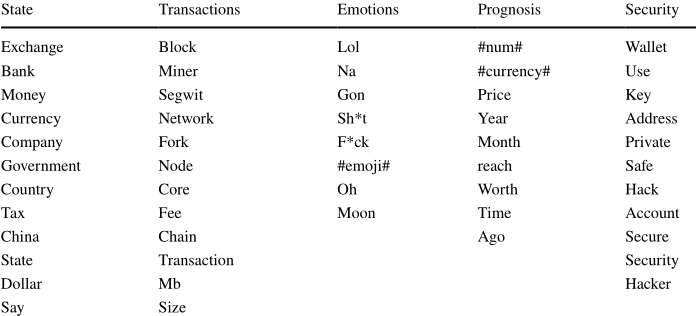 State Transactions Emotions Prognosis Security
Exchange Block Lol #num# Wallet
Bank Miner Na #currency# Use
Money Segwit Gon Price Key
Currency Network Sh*t Year Address
Company Fork F*ck Month Private
Government Node #emoji# reach Safe
Country Core Oh Worth Hack
Tax Fee Moon Time Account
China Chain Ago Secure
State Transaction Security
Dollar Mb Hacker
Say Size